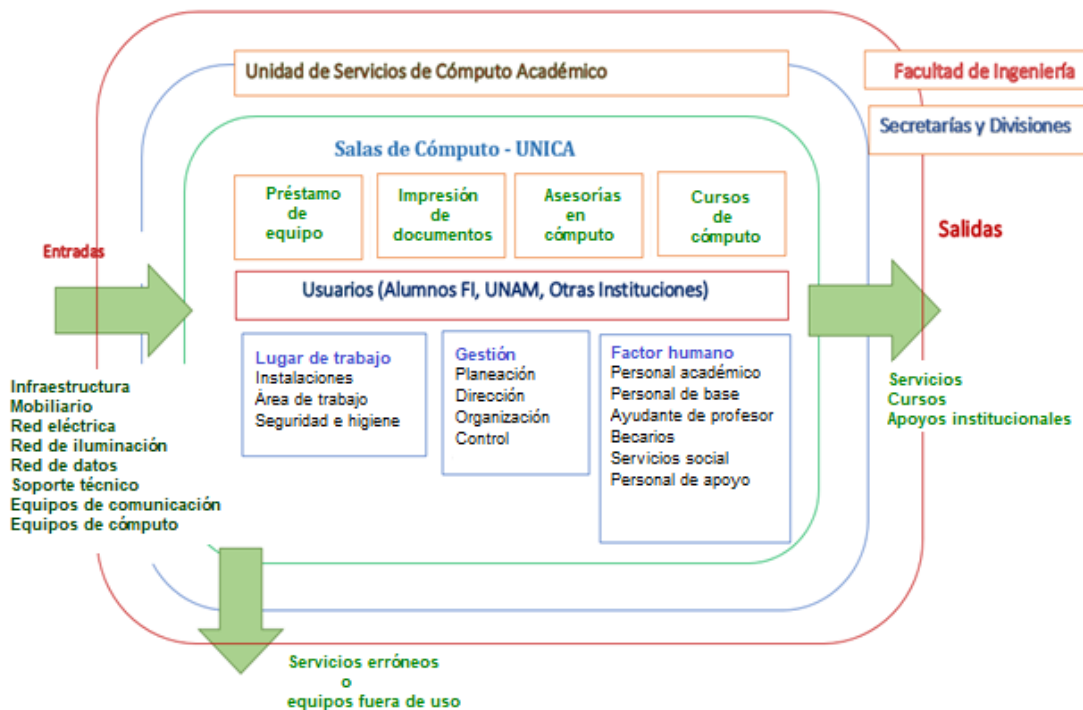 Unidad de Servicios de Cómputo Académico
Facultad de Ingeniería
Secretarías y Divisiones
Salas de Cómputo - UNICA
Préstamo
de
equipo
Impresión
de
documentos
Asesorías
en
cómputo
Cursos
de
cómputo
Entradas
Salidas
Usuarios (Alumnos FI, UNAM, Otras Instituciones)
Lugar de trabajo
Instalaciones
Área de trabajo
Seguridad e higiene
Gestión
Planeación
Dirección
Organización
Control
Factor humano
Personal académico
Personal de base
Ayudante de profesor
Becarios
Servicios social
Personal de apoyo
Infraestructura
Mobiliario
Red eléctrica
Red de iluminación
Red de datos
Soporte técnico
Equipos de comunicación
Equipos de cómputo
Servicios
Cursos
Apoyos institucionales
Servicios erróneos
o
equipos fuera de uso